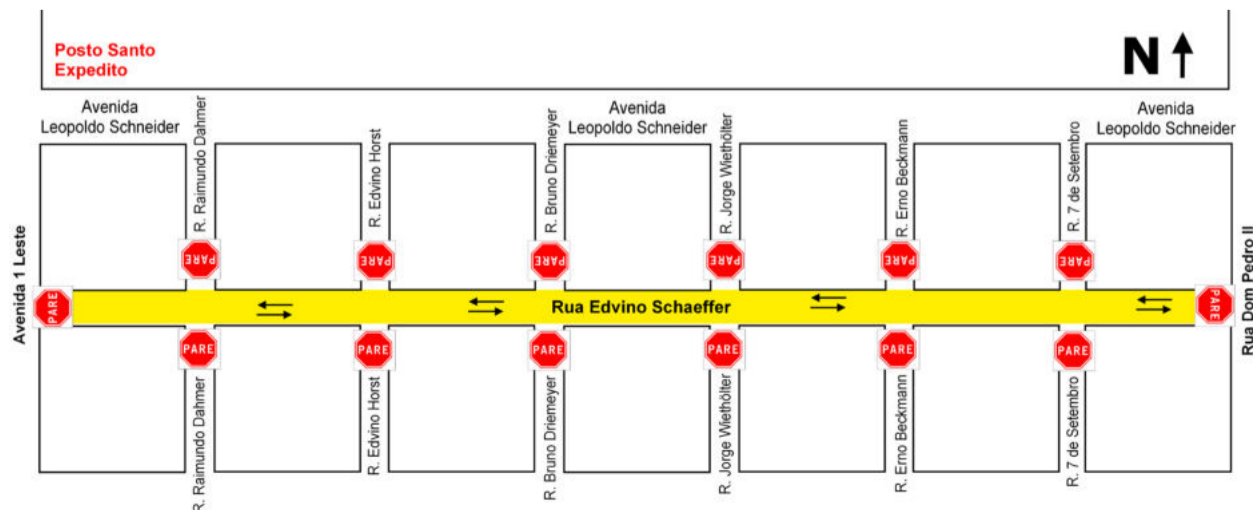 Posto Santo
Expedito
N
Avenida
Leopoldo Schneider
Avenida
Leopoldo Schneider
Avenida
Leopoldo Schneider
R. Raimundo Dahmer
R. Edvino Horst
R. Bruno Driemeyer
R. Jorge Wiethölter
R. Erno Beckmann
R. 7 de Setembro
PARE
PARE
PARE
PARE
PARE
PARE
Avenida 1 Leste
PARE
Rua Edvino Schaeffer
PARE
Rua Dom Pedro II
PARE
PARE
PARE
PARE
PARE
PARE
R. Raimundo Dahmer
R. Edvino Horst
R. Bruno Driemeyer
R. Jorge Wiethölter
R. Erno Beckmann
R. 7 de Setembro